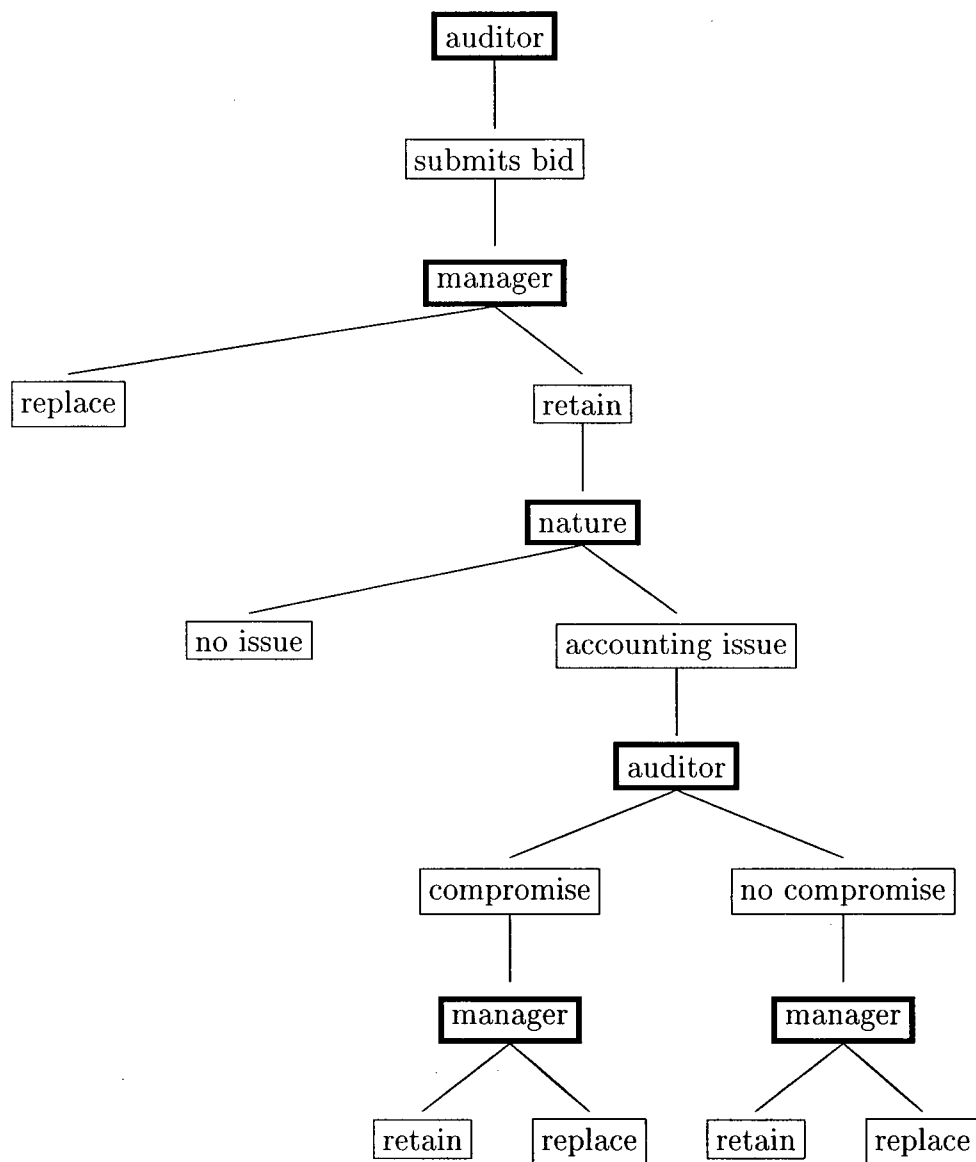 auditor
submits bid
manager
replace
retain
nature
no issue
accounting issue
auditor
compromise
no compromise
manager
manager
retain
replace
retain
replace